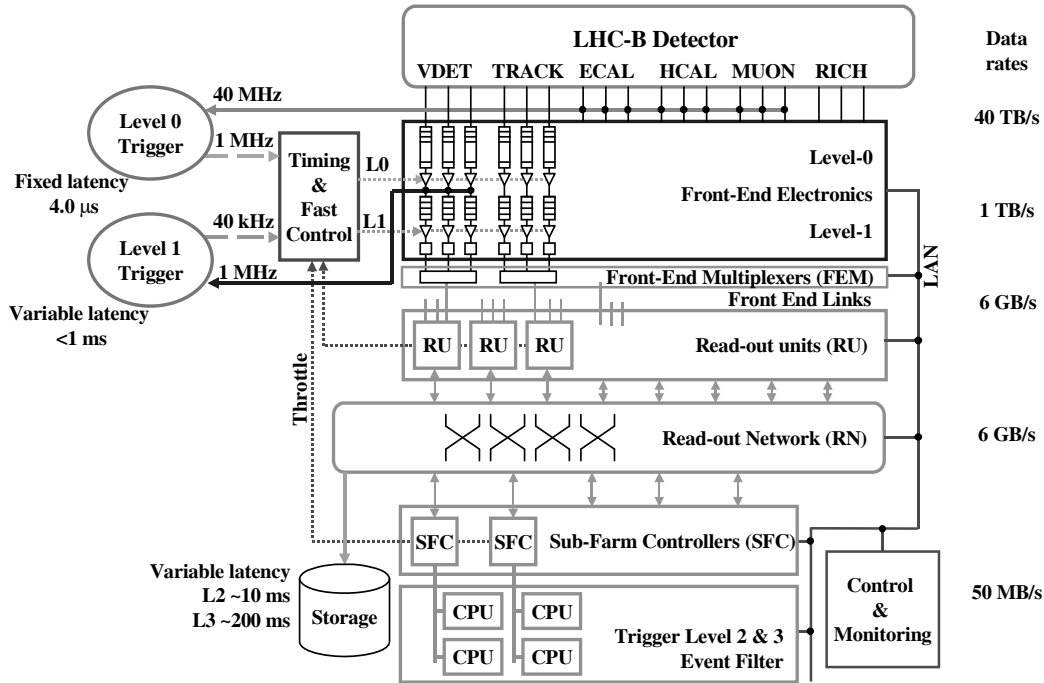 LHC-B Detector
VDET TRACK ECAL HCAL MUON RICH
Data
rates
40 MHz
40 TB/s
Level 0
Trigger
1 MHz
Timing
&
Fast
Control
L0
Level-0
Front-End Electronics
Level-1
Fixed latency
4.0 µs
1 TB/s
40 kHz
L1
Level 1
Trigger
1 MHz
LAN
Front-End Multiplexers (FEM)
Front End Links
6 GB/s
Variable latency
<1 ms
RU RU RU
Read-out units (RU)
Throttle
Read-out Network (RN)
6 GB/s
SFC SFC
Sub-Farm Controllers (SFC)
Variable latency
L2 ~10 ms
L3 ~200 ms
Storage
Control
&
Monitoring
50 MB/s
CPU CPU
CPU CPU
Trigger Level 2 & 3
Event Filter